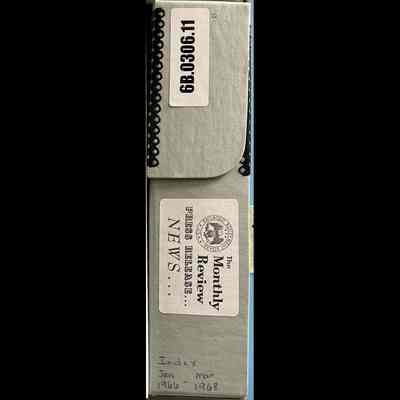 6B.0306.11
The
Monthly
Review
PRESS RELEASE...
NEWS...
Index
Jan Mar
1966 - 1968